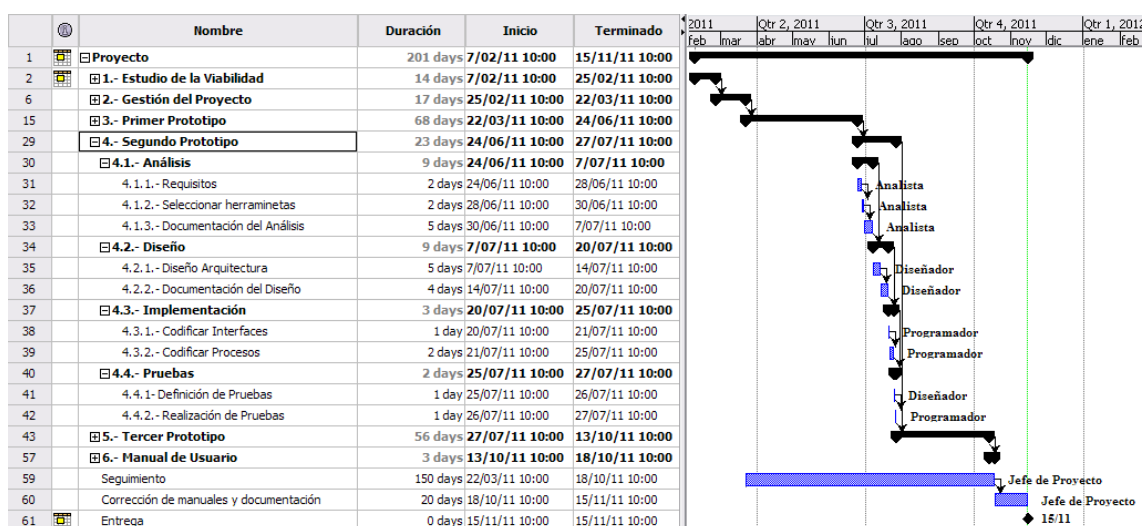 2011 Qtr 2, 2011 Qtr 3, 2011 Qtr 4, 2011 Qtr 1, 2012
Nombre Duración Inicio Terminado feb mar abr may jun jul ago sep oct nov dic ene feb
1 Proyecto 201 days 7/02/11 10:00 15/11/11 10:00
2 1.- Estudio de la Viabilidad 14 days 7/02/11 10:00 25/02/11 10:00
6 2.- Gestión del Proyecto 17 days 25/02/11 10:00 22/03/11 10:00
15 3.- Primer Prototipo 68 days 22/03/11 10:00 24/06/11 10:00
29 4.- Segundo Prototipo 23 days 24/06/11 10:00 27/07/11 10:00
30 4.1.- Análisis 9 days 24/06/11 10:00 7/07/11 10:00
31 4.1.1.- Requisitos 2 days 24/06/11 10:00 28/06/11 10:00 Analista
32 4.1.2.- Seleccionar herraminetas 2 days 28/06/11 10:00 30/06/11 10:00 Analista
33 4.1.3.- Documentación del Análisis 5 days 30/06/11 10:00 7/07/11 10:00 Analista
34 4.2.- Diseño 9 days 7/07/11 10:00 20/07/11 10:00
35 4.2.1.- Diseño Arquitectura 5 days 7/07/11 10:00 14/07/11 10:00 Diseñador
36 4.2.2.- Documentación del Diseño 4 days 14/07/11 10:00 20/07/11 10:00 Diseñador
37 4.3.- Implementación 3 days 20/07/11 10:00 25/07/11 10:00
38 4.3.1.- Codificar Interfaces 1 day 20/07/11 10:00 21/07/11 10:00 Programador
39 4.3.2.- Codificar Procesos 2 days 21/07/11 10:00 25/07/11 10:00 Programador
40 4.4.- Pruebas 2 days 25/07/11 10:00 27/07/11 10:00
41 4.4.1- Definición de Pruebas 1 day 25/07/11 10:00 26/07/11 10:00 Diseñador
42 4.4.2.- Realización de Pruebas 1 day 26/07/11 10:00 27/07/11 10:00 Programador
43 5.- Tercer Prototipo 56 days 27/07/11 10:00 13/10/11 10:00
57 6.- Manual de Usuario 3 days 13/10/11 10:00 18/10/11 10:00
59 Seguimiento 150 days 22/03/11 10:00 18/10/11 10:00 Jefe de Proyecto
60 Corrección de manuales y documentación 20 days 18/10/11 10:00 15/11/11 10:00 Jefe de Proyecto
61 Entrega 0 days 15/11/11 10:00 15/11/11 10:00 15/11